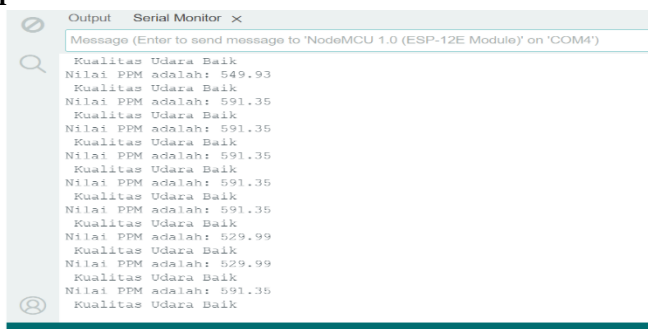 Output Serial Monitor ×
Message (Enter to send message to 'NodeMCU 1.0 (ESP-12E Module)' on 'COM4')
Kualitas Udara Baik
Nilai PPM adalah: 549.93
Kualitas Udara Baik
Nilai PPM adalah: 591.35
Kualitas Udara Baik
Nilai PPM adalah: 591.35
Kualitas Udara Baik
Nilai PPM adalah: 591.35
Kualitas Udara Baik
Nilai PPM adalah: 591.35
Kualitas Udara Baik
Nilai PPM adalah: 591.35
Kualitas Udara Baik
Nilai PPM adalah: 529.99
Kualitas Udara Baik
Nilai PPM adalah: 529.99
Kualitas Udara Baik
Nilai PPM adalah: 591.35
Kualitas Udara Baik